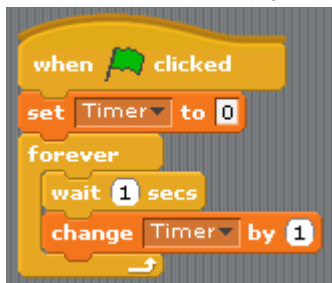 when clicked
set Timer to 0
forever
wait 1 secs
change Timer by 1